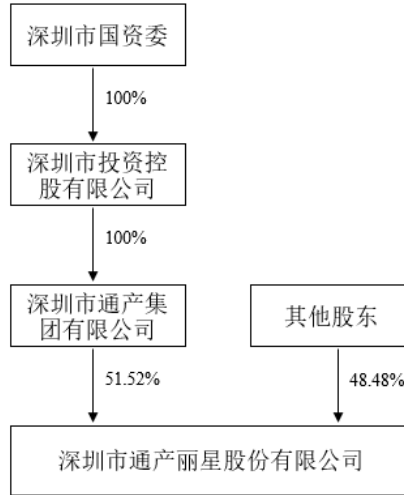 深圳市国资委
100%
深圳市投资控
股有限公司
100%
深圳市通产集
团有限公司
其他股东
51.52%
48.48%
深圳市通产丽星股份有限公司